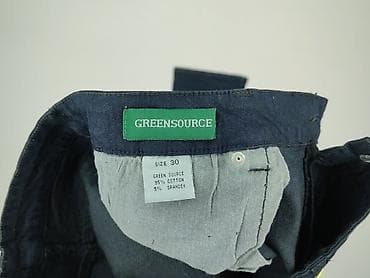 GREENSOURCE
SIZE 30
GREEN SOURCE
95% COTTON
5% SPANDEX